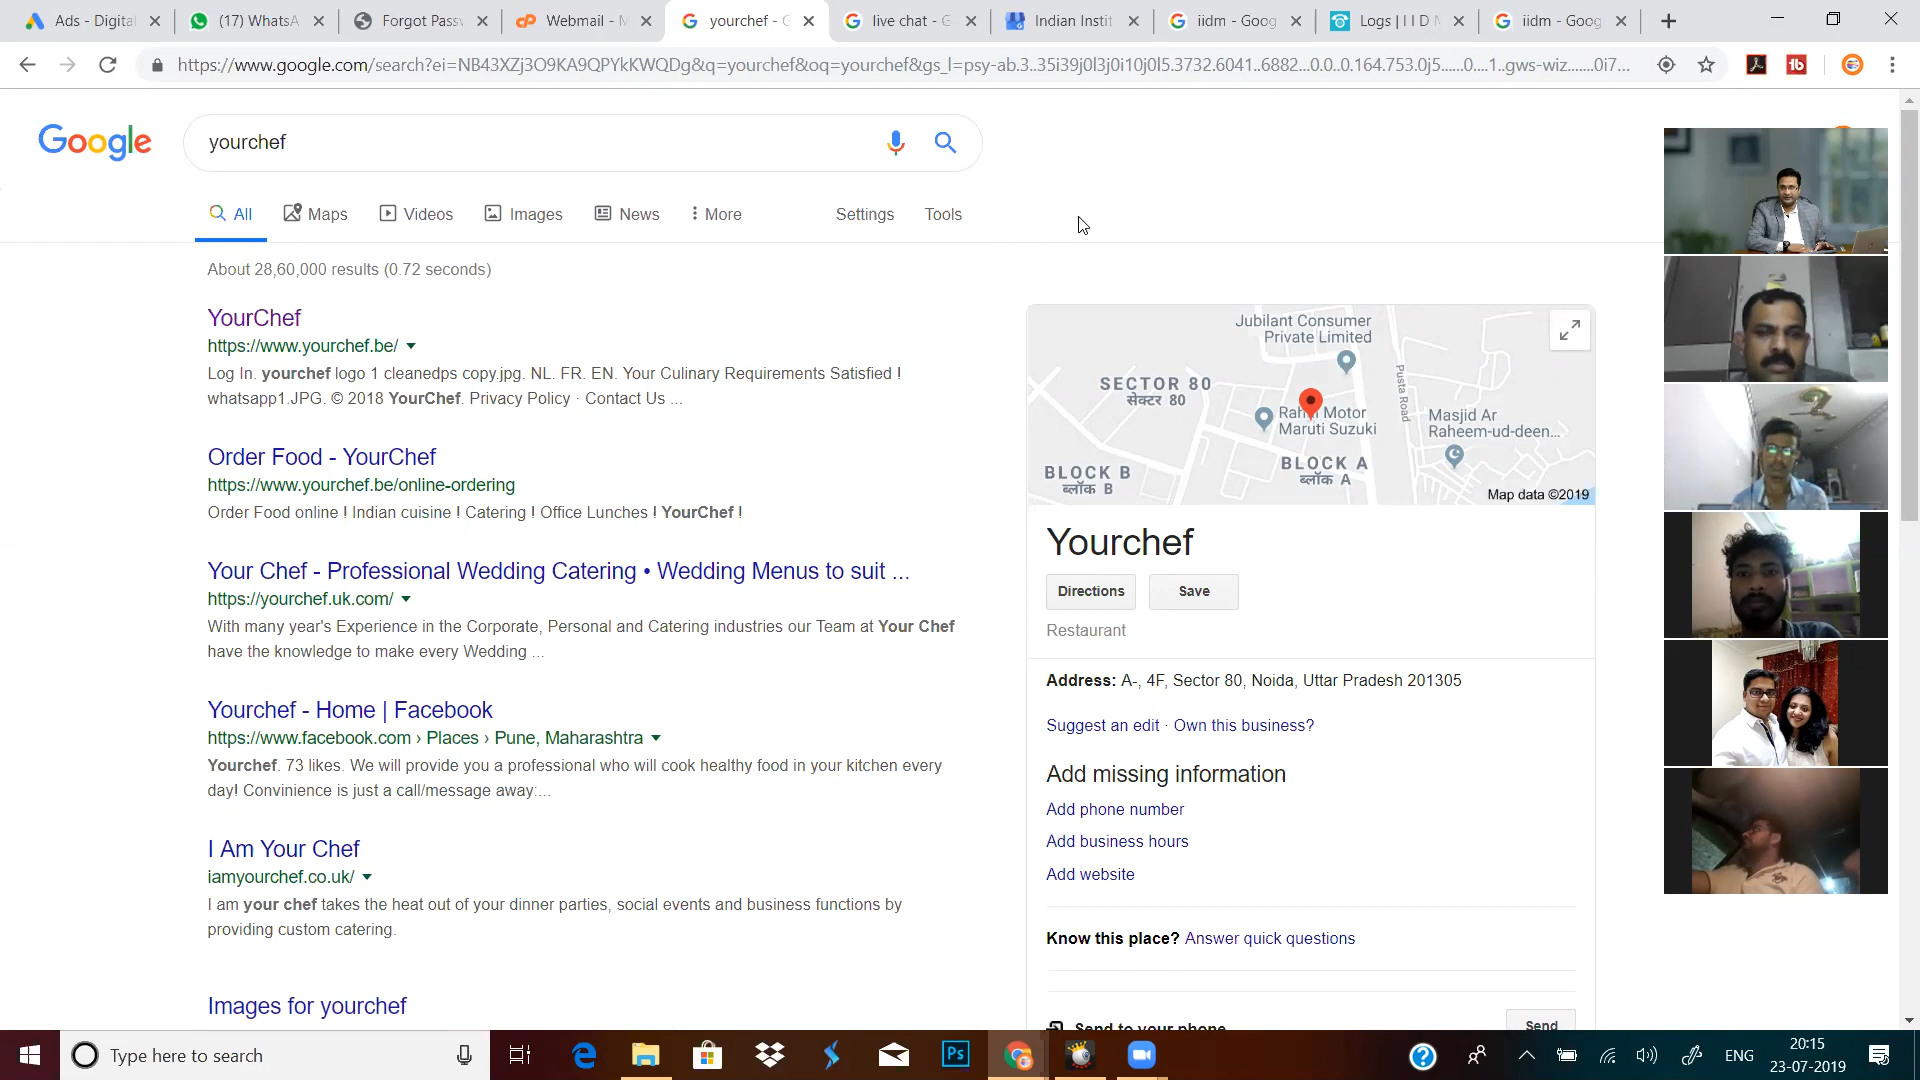 Ads - Digital
(17) WhatsA
Forgot Passw
Webmail - M
yourchef - G
live chat - G
Indian Instit
iidm - Goog
Logs | I I D M
iidm - Goog
https://www.google.com/search?ei=NB43XZj3O9KA9QPYkKWQDg&q=yourchef&oq=yourchef&gs_l=psy-ab.3..35i39j0l3j0i10j0l5.3732.6041..6882...0.0..0.164.753.0j5......0....1..gws-wiz.......0i7...
Google
yourchef
All
Maps
Videos
Images
News
More
Settings
Tools
About 28,60,000 results (0.72 seconds)
YourChef
https://www.yourchef.be/
Log In. yourchef logo 1 cleanedps copy.jpg. NL. FR. EN. Your Culinary Requirements Satisfied !
whatsapp1.JPG. © 2018 YourChef. Privacy Policy · Contact Us ...
Order Food - YourChef
https://www.yourchef.be/online-ordering
Order Food online ! Indian cuisine ! Catering ! Office Lunches ! YourChef !
Your Chef - Professional Wedding Catering • Wedding Menus to suit ...
https://yourchef.uk.com/
With many year's Experience in the Corporate, Personal and Catering industries our Team at Your Chef
have the knowledge to make every Wedding ...
Yourchef - Home | Facebook
https://www.facebook.com › Places › Pune, Maharashtra
Yourchef. 73 likes. We will provide you a professional who will cook healthy food in your kitchen every
day! Convinience is just a call/message away:...
I Am Your Chef
iamyourchef.co.uk/
I am your chef takes the heat out of your dinner parties, social events and business functions by
providing custom catering.
Images for yourchef
Jubilant Consumer
Private Limited
SECTOR 80
सेक्टर 80
Pusta Road
Rahul Motor
Maruti Suzuki
Masjid Ar
Raheem-ud-deen...
BLOCK A
ब्लॉक A
BLOCK B
ब्लॉक B
Map data ©2019
Yourchef
Directions
Save
Restaurant
Address: A-, 4F, Sector 80, Noida, Uttar Pradesh 201305
Suggest an edit · Own this business?
Add missing information
Add phone number
Add business hours
Add website
Know this place? Answer quick questions
Send to your phone
Send
Type here to search
Ps
ENG
20:15
23-07-2019